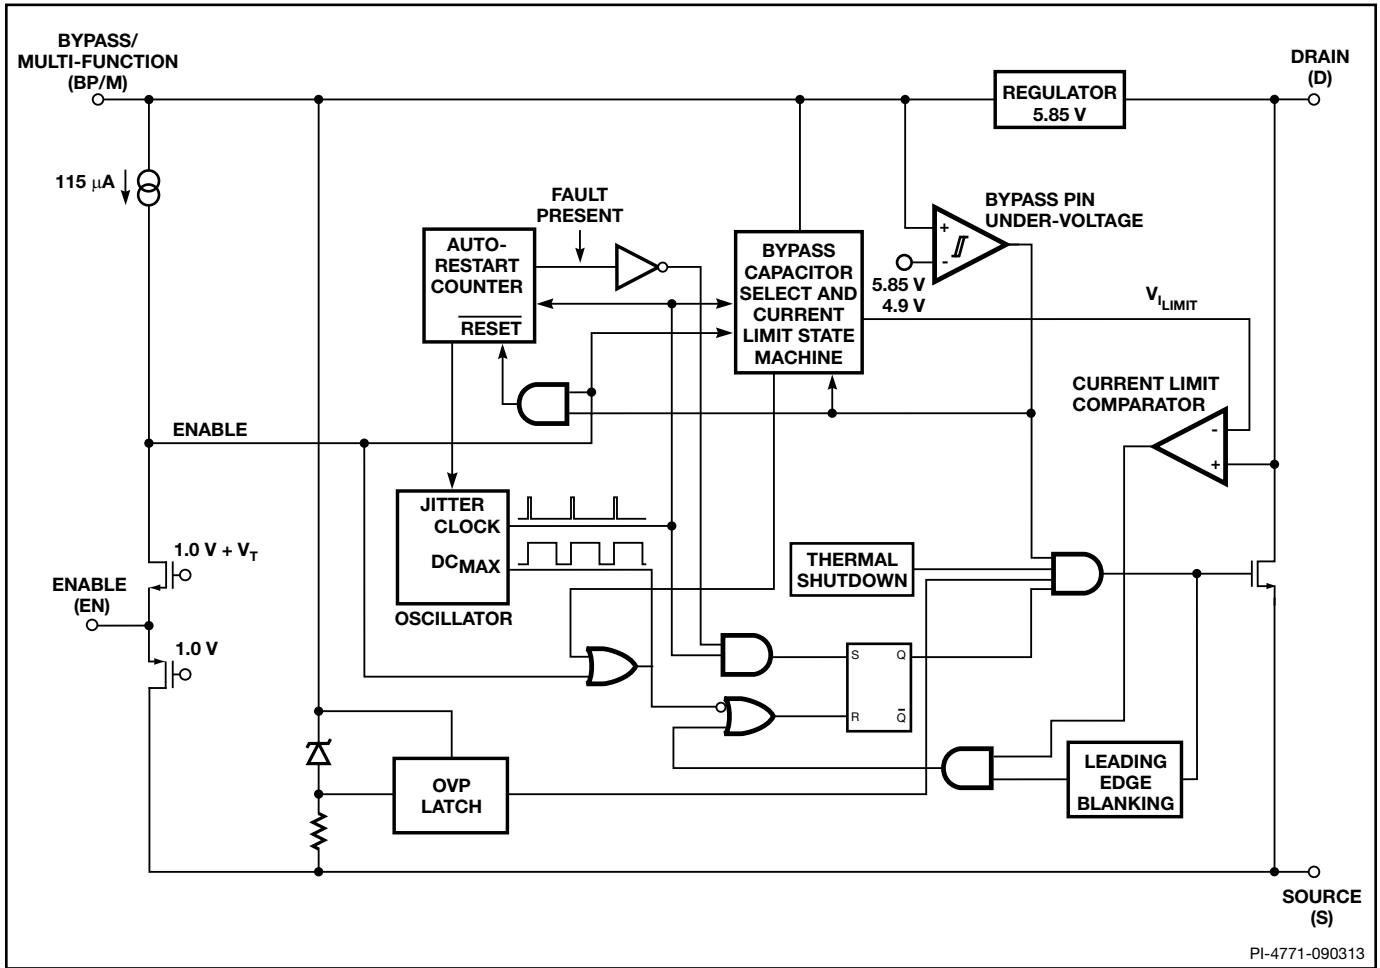 BYPASS/
MULTI-FUNCTION
(BP/M)
DRAIN
(D)
REGULATOR
5.85 V
115 μA
FAULT
PRESENT
BYPASS PIN
UNDER-VOLTAGE
AUTO-
RESTART
COUNTER
RESET
BYPASS
CAPACITOR
SELECT AND
CURRENT
LIMIT STATE
MACHINE
+
-
5.85 V
4.9 V
VILIMIT
CURRENT LIMIT
COMPARATOR
-
+
ENABLE
JITTER
CLOCK
DCMAX
OSCILLATOR
1.0 V + VT
ENABLE
(EN)
1.0 V
THERMAL
SHUTDOWN
S Q
R Q̅
OVP
LATCH
LEADING
EDGE
BLANKING
SOURCE
(S)
PI-4771-090313